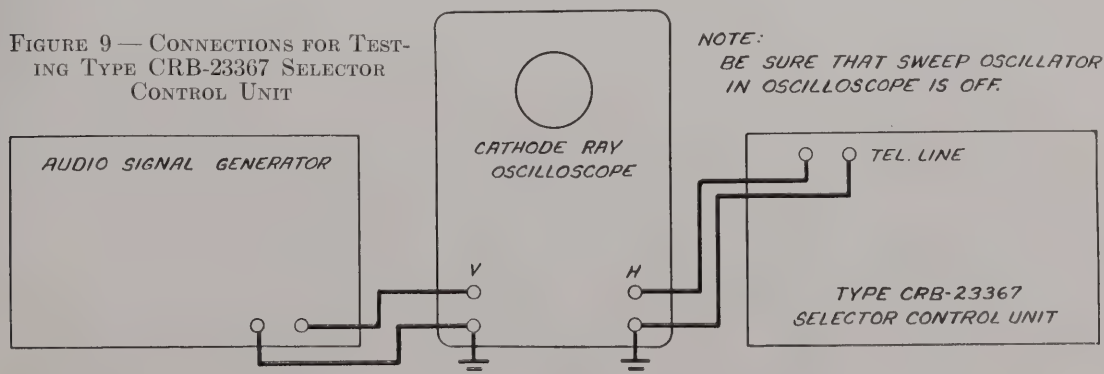 FIGURE 9 — CONNECTIONS FOR TEST-
ING TYPE CRB-23367 SELECTOR
CONTROL UNIT
NOTE:
BE SURE THAT SWEEP OSCILLATOR
IN OSCILLOSCOPE IS OFF.
AUDIO SIGNAL GENERATOR
CATHODE RAY
OSCILLOSCOPE
V
H
TEL. LINE
TYPE CRB-23367
SELECTOR CONTROL UNIT